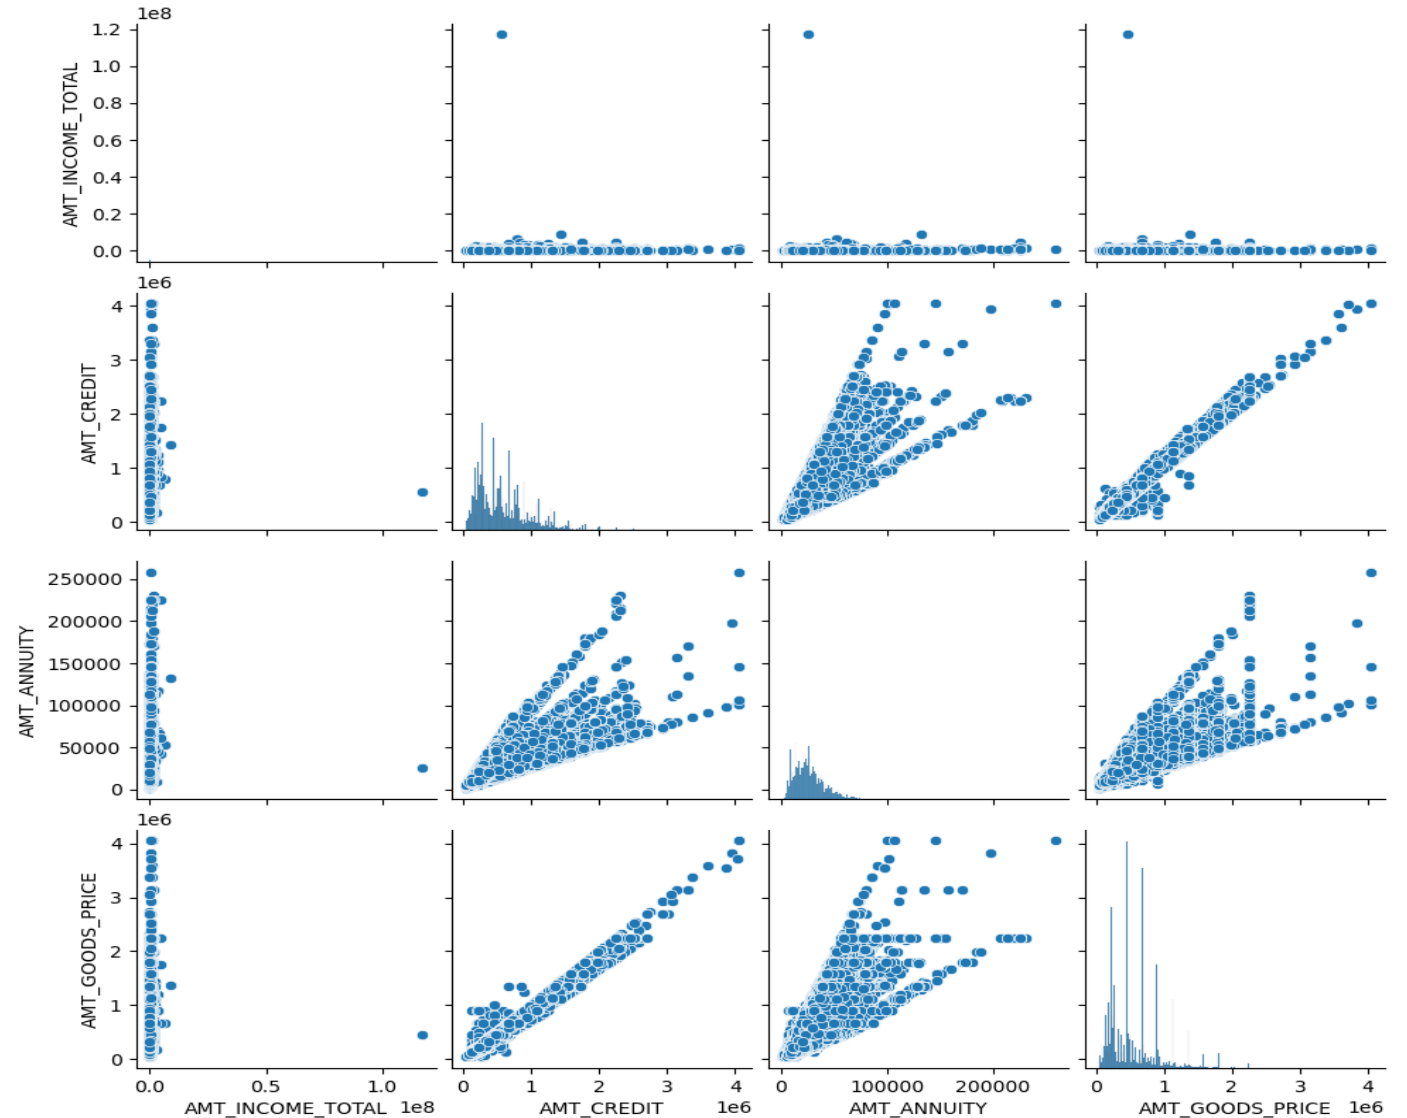 1e8
1.2
1.0
0.8
0.6
0.4
0.2
0.0
AMT_INCOME_TOTAL
1e6
4
3
2
1
0
AMT_CREDIT
250000
200000
150000
100000
50000
0
AMT_ANNUITY
1e6
4
3
2
1
0
AMT_GOODS_PRICE
0.0 0.5 1.0 0 1 2 3 4 0 100000 200000 0 1 2 3 4
AMT_INCOME_TOTAL 1e8 AMT_CREDIT 1e6 AMT_ANNUITY AMT_GOODS_PRICE 1e6